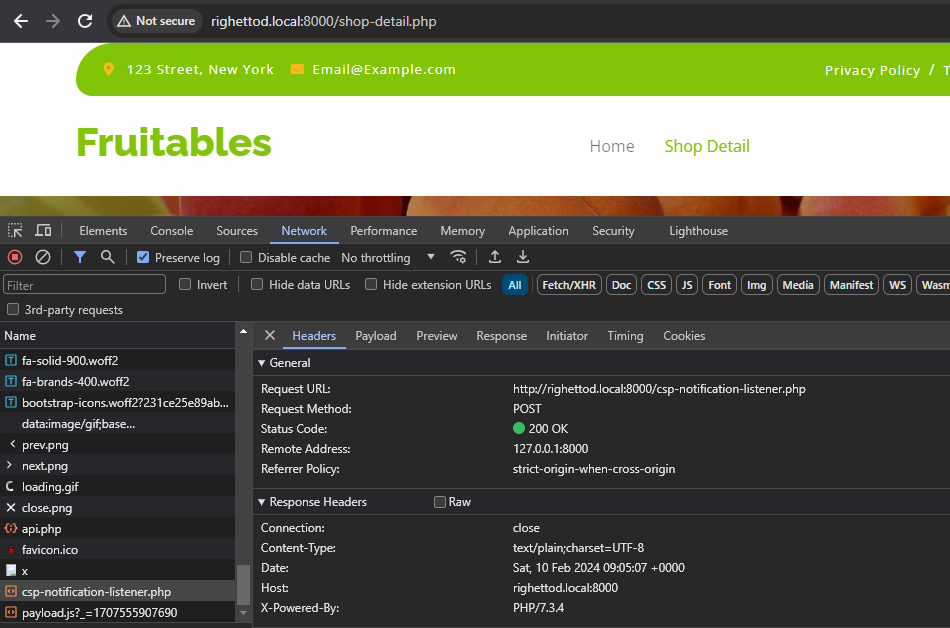 Not secure righettod.local:8000/shop-detail.php
123 Street, New York Email@Example.com Privacy Policy / T
Fruitables Home Shop Detail
Elements Console Sources Network Performance Memory Application Security Lighthouse
Preserve log Disable cache No throttling
Filter Invert Hide data URLs Hide extension URLs All Fetch/XHR Doc CSS JS Font Img Media Manifest WS Wasm
3rd-party requests
Name
fa-solid-900.woff2
fa-brands-400.woff2
bootstrap-icons.woff2?231ce25e89ab...
data:image/gif;base...
prev.png
next.png
loading.gif
close.png
api.php
favicon.ico
x
csp-notification-listener.php
payload.js?_=1707555907690
Headers Payload Preview Response Initiator Timing Cookies
General
Request URL: http://righettod.local:8000/csp-notification-listener.php
Request Method: POST
Status Code: 200 OK
Remote Address: 127.0.0.1:8000
Referrer Policy: strict-origin-when-cross-origin
Response Headers Raw
Connection: close
Content-Type: text/plain;charset=UTF-8
Date: Sat, 10 Feb 2024 09:05:07 +0000
Host: righettod.local:8000
X-Powered-By: PHP/7.3.4